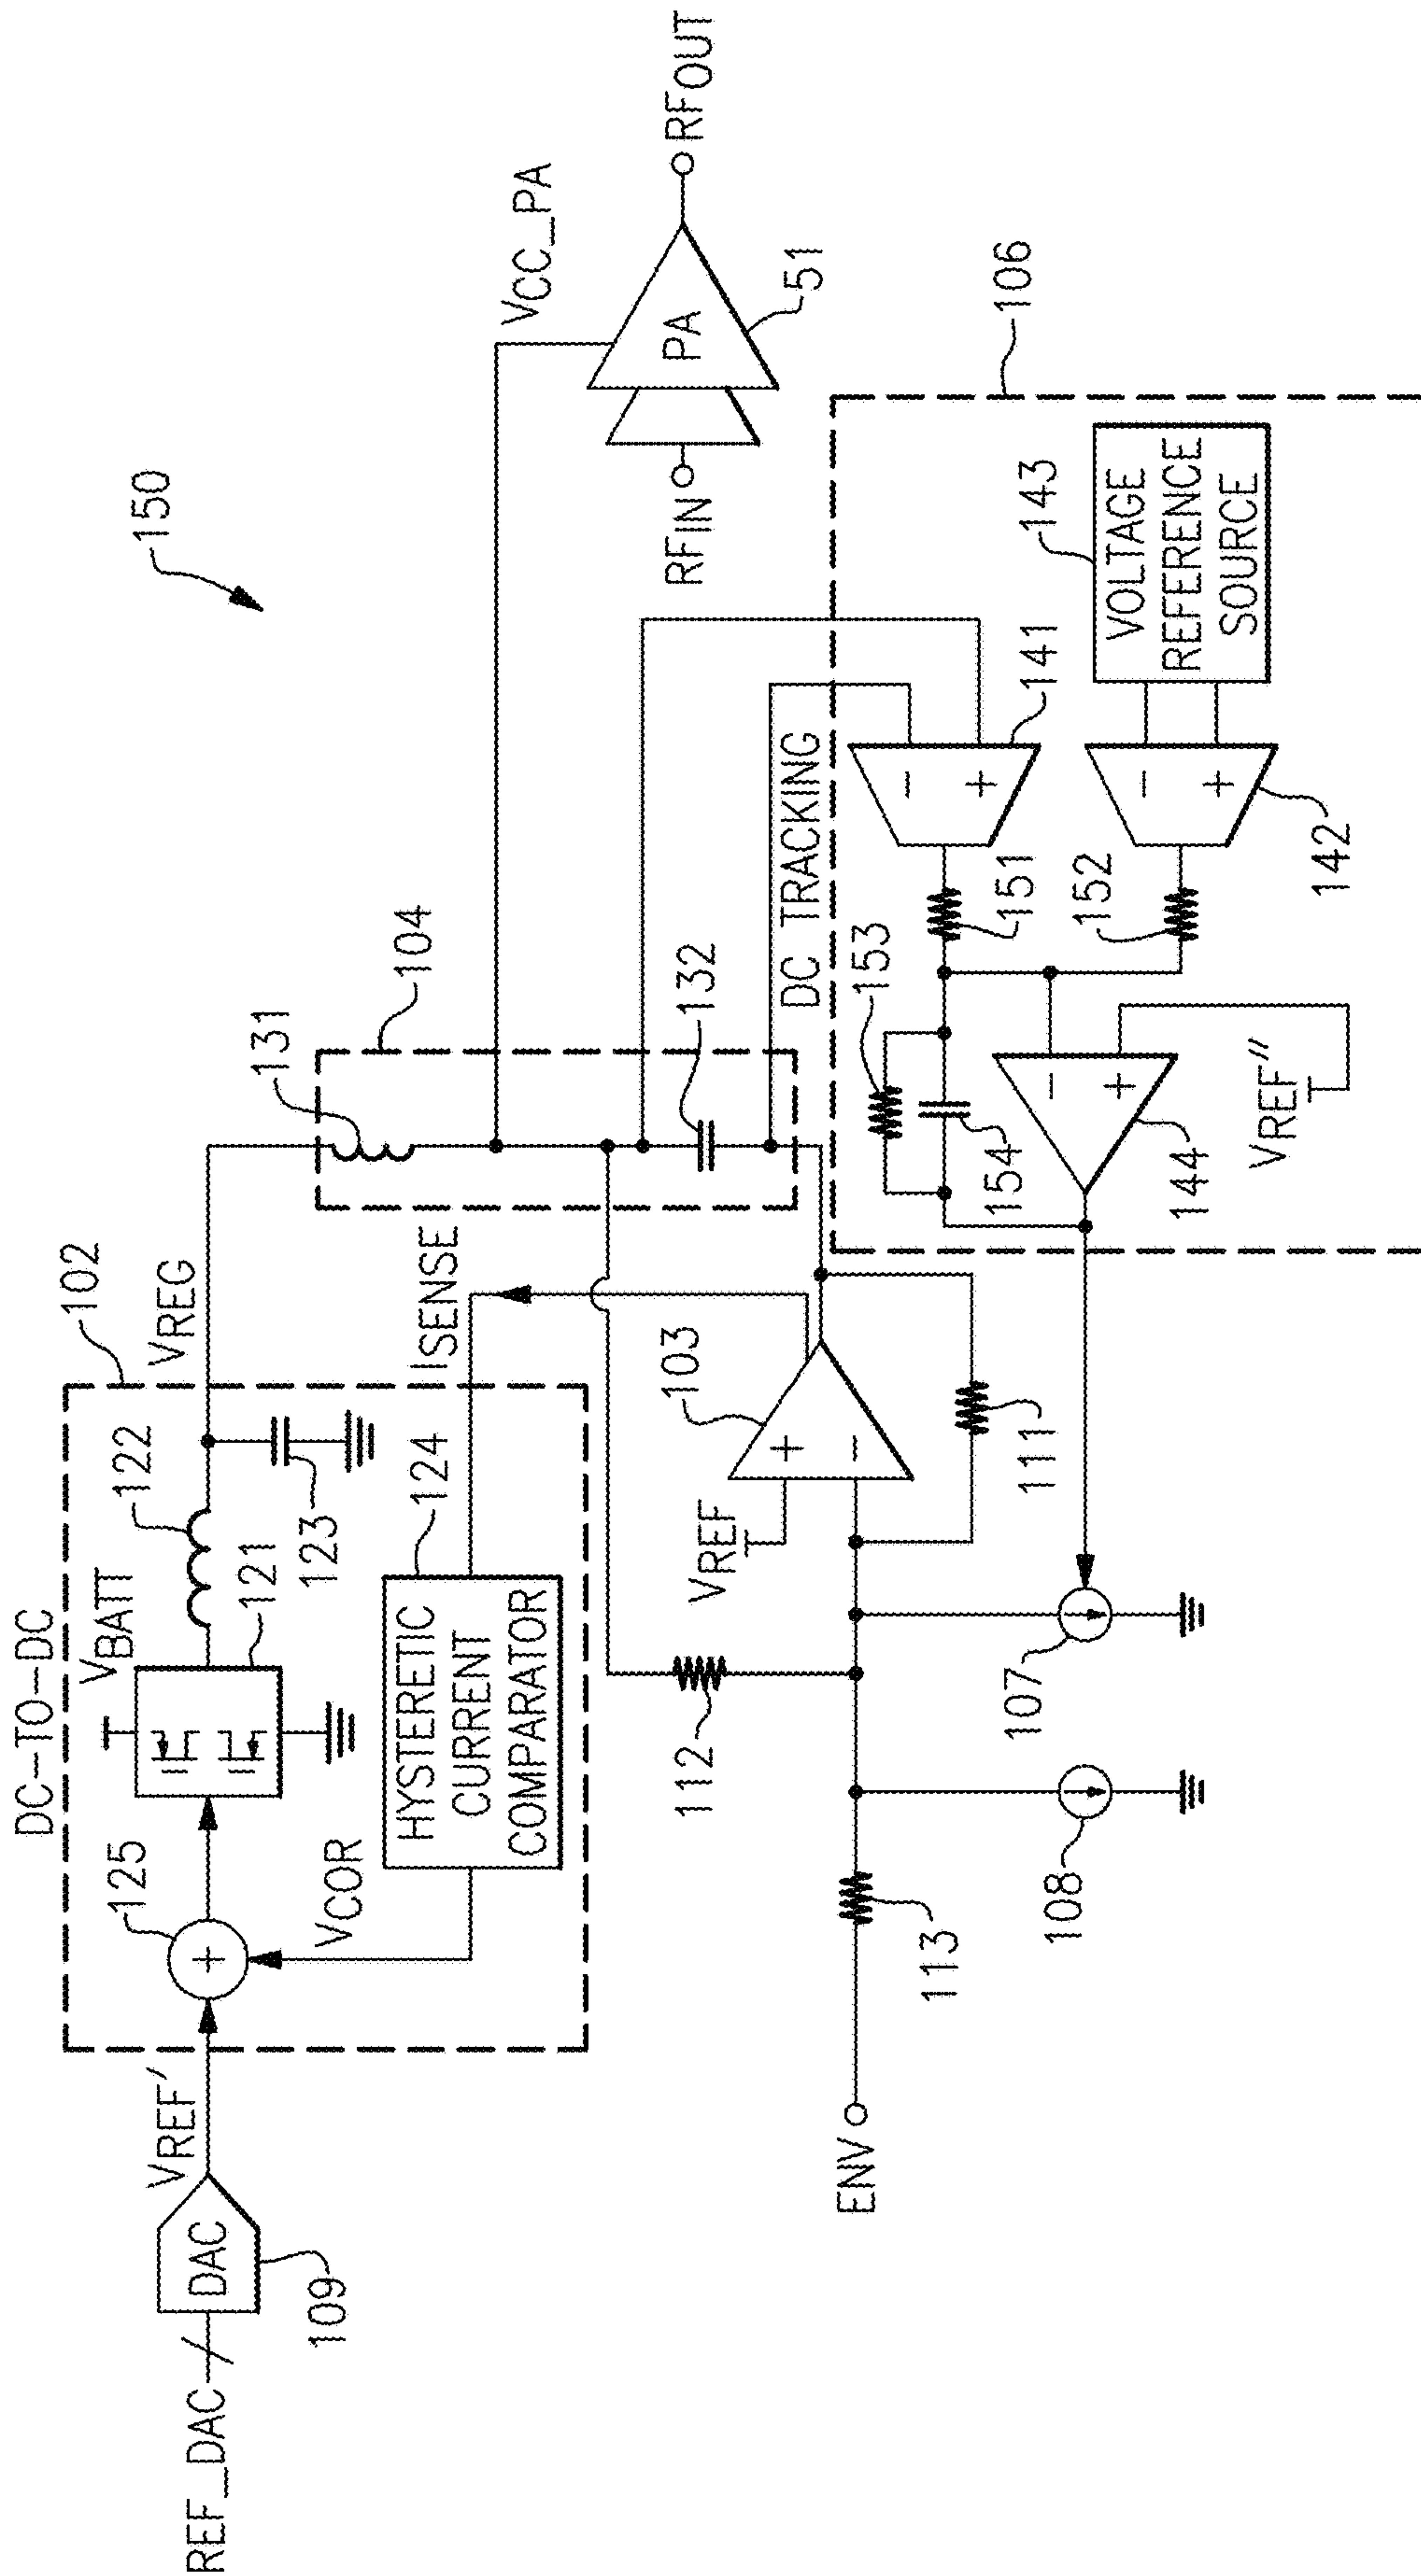 150
DC-TO-DC
102
REF_DAC
DAC
109
VREF'
125
VBATT
121
122
123
VREG
VCOR
HYSTERETIC
CURRENT
COMPARATOR
124
ISENSE
131
104
132
VCC_PA
RFIN
PA
RFOUT
51
ENV
113
112
108
107
VREF
103
111
DC TRACKING
106
153
154
151
152
141
142
143
VOLTAGE
REFERENCE
SOURCE
144
VREF"
+
+
-
-
+
-
+
-
+